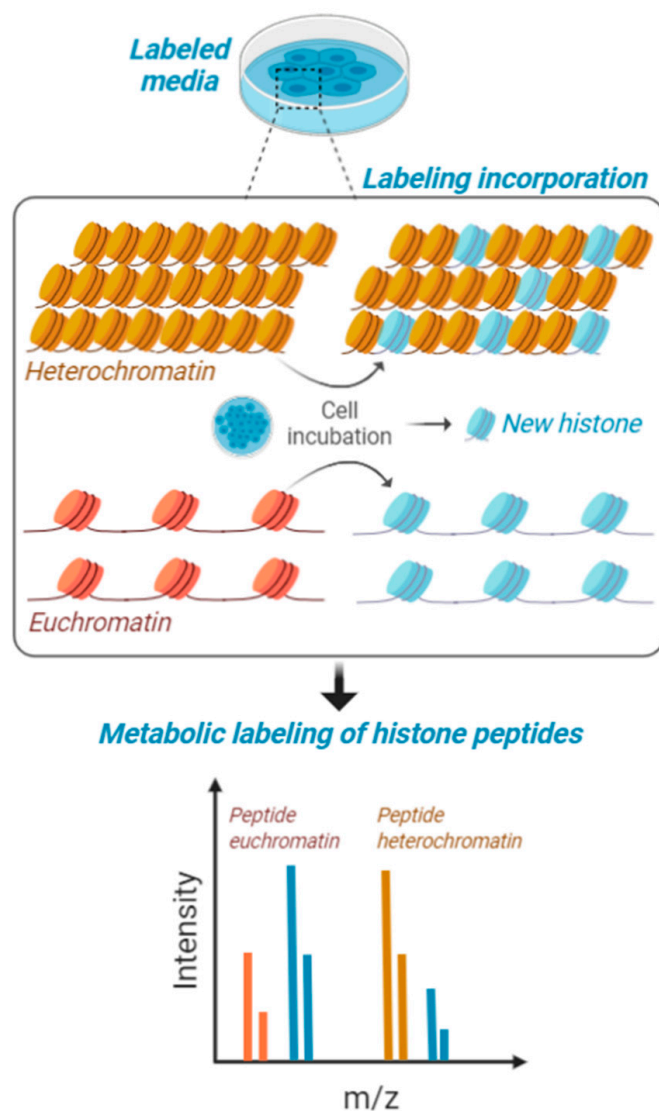 Labeled
media
Labeling incorporation
Heterochromatin
Cell
incubation
New histone
Euchromatin
Metabolic labeling of histone peptides
Peptide
euchromatin
Peptide
heterochromatin
Intensity
m/z